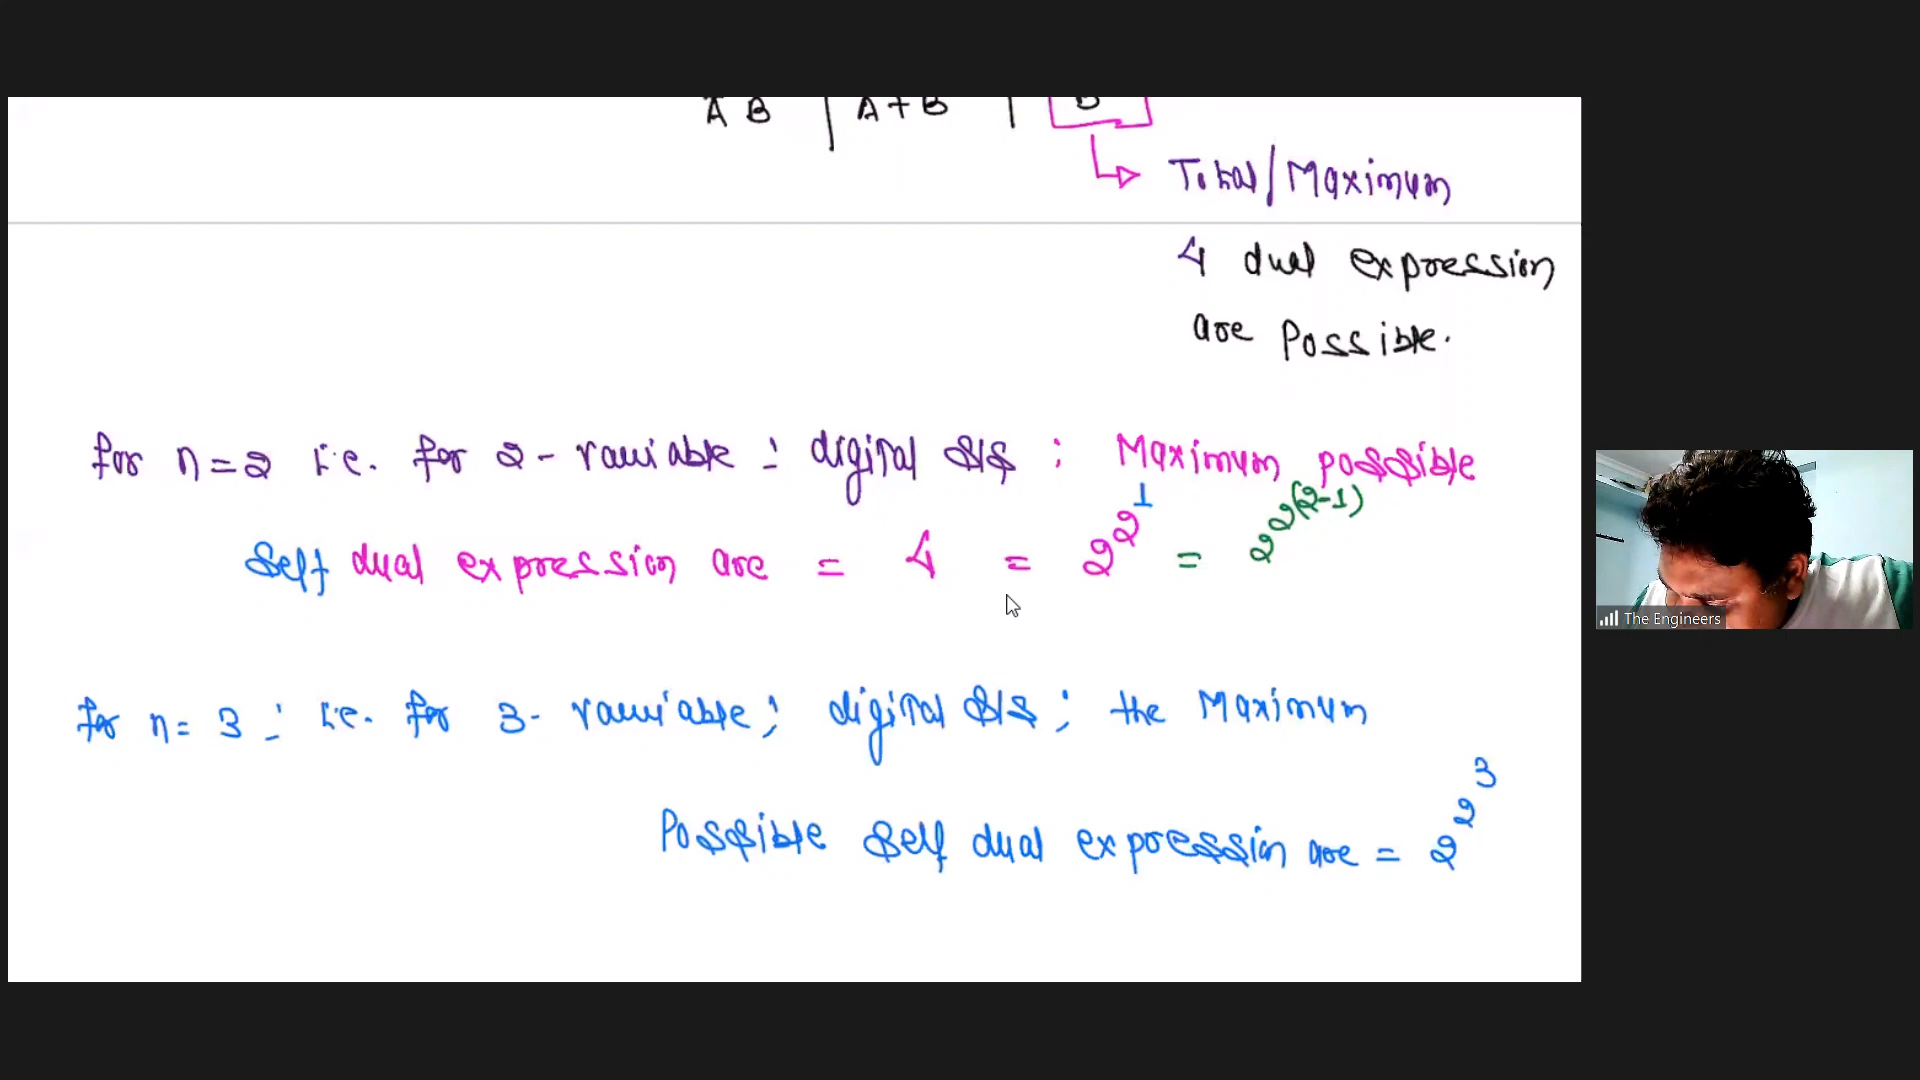 A B | A + B |
Total/Maximum
4 dual expression
are Possible.
for n=2 i.e. for 2-variable : digital S/S : Maximum possible
Self dual expression are = 4 = 2^2^1 = 2^2^(2-1)
for n=3 : i.e. for 3-variable; digital S/S; the Maximum
Possible Self dual expression are = 2^2^3
The Engineers